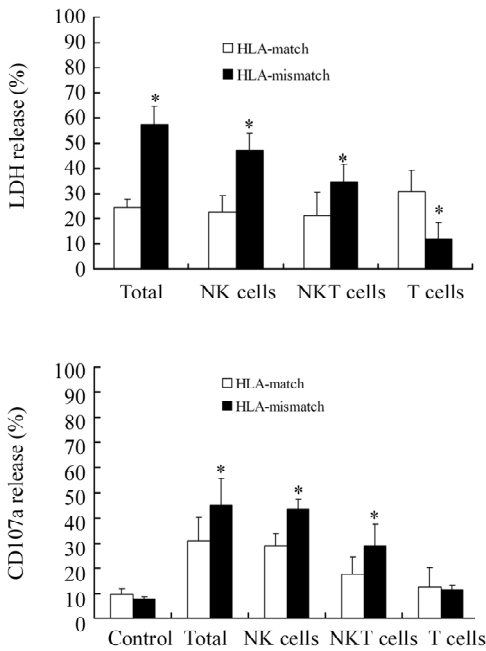 100
90
80
70
60
50
40
30
20
10
0
LDH release (%)
HLA-match
HLA-mismatch
* * * *
Total NK cells NKT cells T cells
100
90
80
70
60
50
40
30
20
10
0
CD107a release (%)
HLA-match
HLA-mismatch
* * *
Control Total NK cells NKT cells T cells